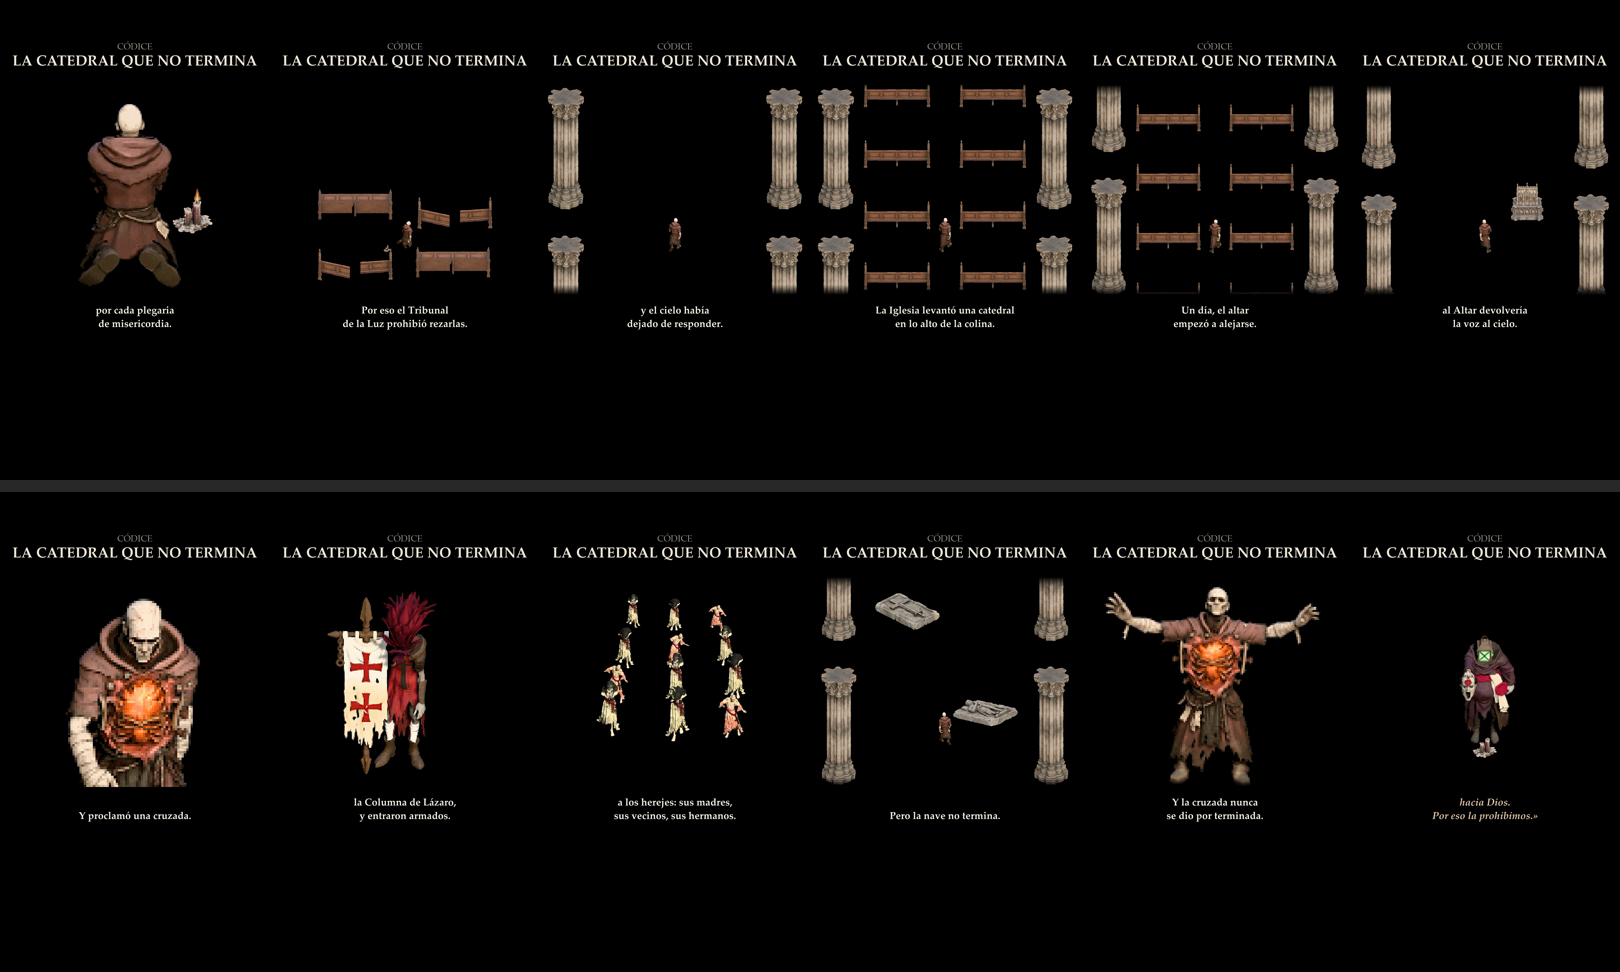 CÓDICE
LA CATEDRAL QUE NO TERMINA
por cada plegaria
de misericordia.
CÓDICE
LA CATEDRAL QUE NO TERMINA
Por eso el Tribunal
de la Luz prohibió rezarlas.
CÓDICE
LA CATEDRAL QUE NO TERMINA
y el cielo había
dejado de responder.
CÓDICE
LA CATEDRAL QUE NO TERMINA
La Iglesia levantó una catedral
en lo alto de la colina.
CÓDICE
LA CATEDRAL QUE NO TERMINA
Un día, el altar
empezó a alejarse.
CÓDICE
LA CATEDRAL QUE NO TERMINA
al Altar devolvería
la voz al cielo.
CÓDICE
LA CATEDRAL QUE NO TERMINA
Y proclamó una cruzada.
CÓDICE
LA CATEDRAL QUE NO TERMINA
la Columna de Lázaro,
y entraron armados.
CÓDICE
LA CATEDRAL QUE NO TERMINA
a los herejes: sus madres,
sus vecinos, sus hermanos.
CÓDICE
LA CATEDRAL QUE NO TERMINA
Pero la nave no termina.
CÓDICE
LA CATEDRAL QUE NO TERMINA
Y la cruzada nunca
se dio por terminada.
CÓDICE
LA CATEDRAL QUE NO TERMINA
hacia Dios.
Por eso la prohibimos.»